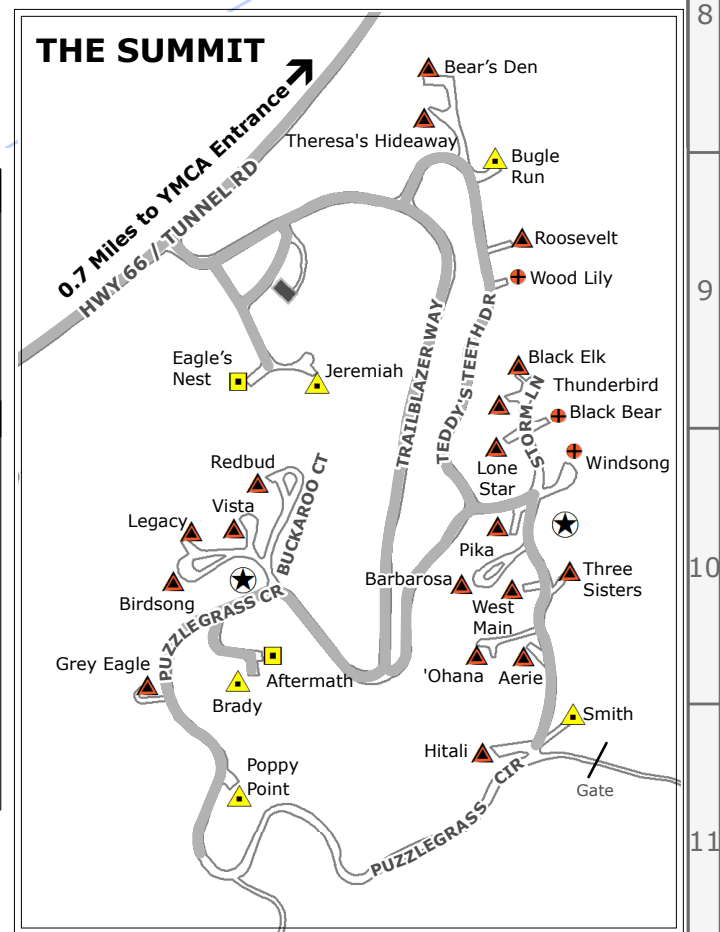 8
THE SUMMIT
0.7 Miles to YMCA Entrance
HWY 66 / TUNNEL RD
Bear's Den
Theresa's Hideaway
Bugle
Run
Roosevelt
9
Wood Lily
TRAILBLAZER WAY
TEDDY'S TEETH DR
Eagle's
Nest
Jeremiah
Black Elk
Thunderbird
STORM LN
Black Bear
Windsong
Lone
Star
Redbud
BUCKAROO CT
Vista
Legacy
Pika
10
Three
Sisters
Barbarosa
West
Main
Birdsong
PUZZLEGRASS CR
Grey Eagle
Aftermath
Brady
'Ohana
Aerie
Smith
Hitali
Poppy
Point
Gate
PUZZLEGRASS CIR
11